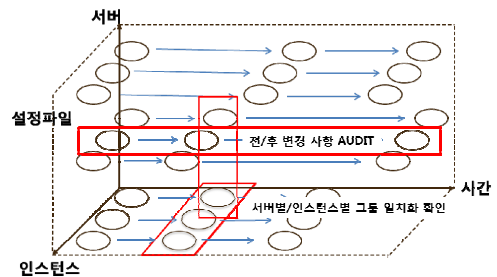 서버
설정파일
전/후 변경 사항 AUDIT
시간
서버별/인스턴스별 그룹 일치화 확인
인스턴스